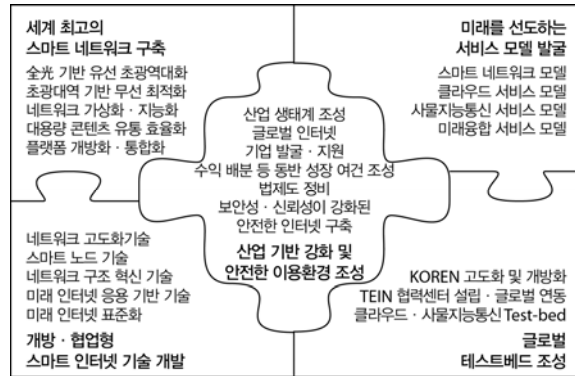 세계 최고의
스마트 네트워크 구축
全光 기반 유선 초광역대화
초광대역 기반 무선 최적화
네트워크 가상화 · 지능화
대용량 콘텐츠 유통 효율화
플랫폼 개방화 · 통합화
미래를 선도하는
서비스 모델 발굴
스마트 네트워크 모델
클라우드 서비스 모델
사물지능통신 서비스 모델
미래융합 서비스 모델
산업 생태계 조성
글로벌 인터넷
기업 발굴 · 지원
수익 배분 등 동반 성장 여건 조성
법제도 정비
보안성 · 신뢰성이 강화된
안전한 인터넷 구축
산업 기반 강화 및
안전한 이용환경 조성
네트워크 고도화기술
스마트 노드 기술
네트워크 구조 혁신 기술
미래 인터넷 응용 기반 기술
미래 인터넷 표준화
개방 · 협업형
스마트 인터넷 기술 개발
KOREN 고도화 및 개방화
TEIN 협력센터 설립 · 글로벌 연동
클라우드 · 사물지능통신 Test-bed
글로벌
테스트베드 조성